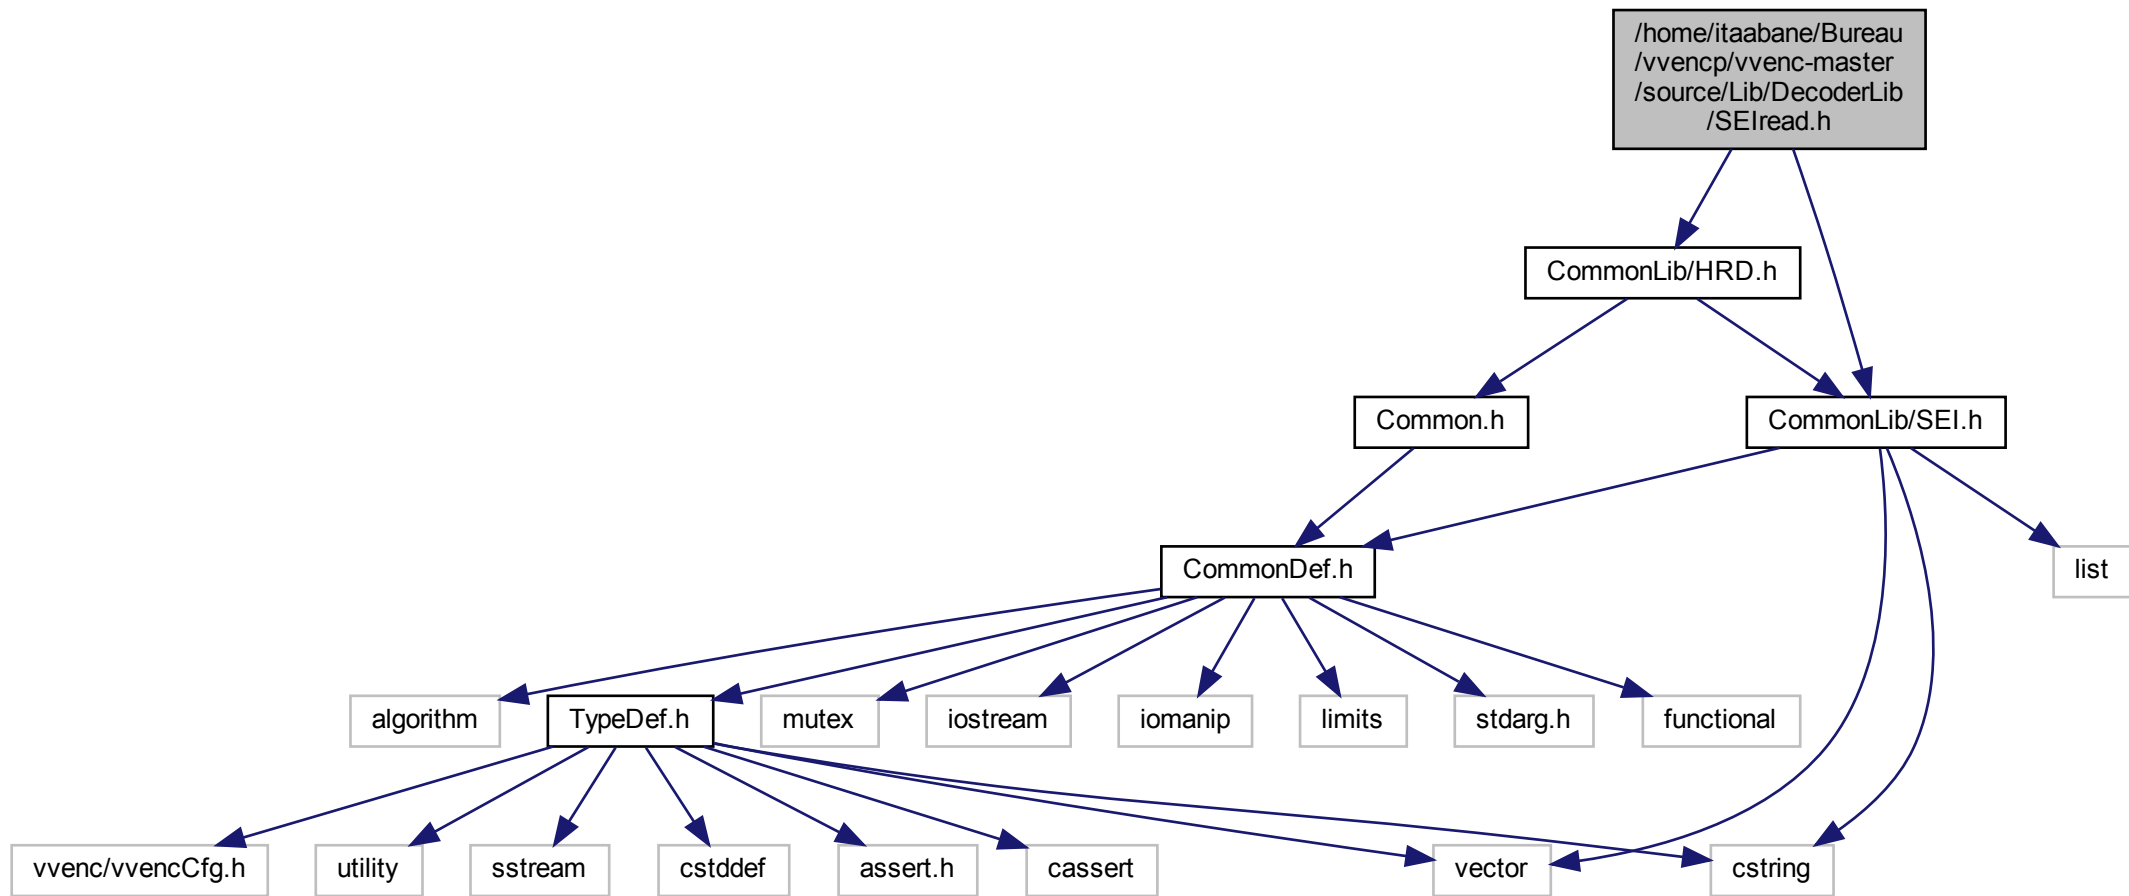 /home/itaabane/Bureau
/vvencp/vvenc-master
/source/Lib/DecoderLib
/SEIread.h
CommonLib/HRD.h
Common.h
CommonLib/SEI.h
CommonDef.h
list
algorithm
TypeDef.h
mutex
iostream
iomanip
limits
stdarg.h
functional
vvenc/vvencCfg.h
utility
sstream
cstddef
assert.h
cassert
vector
cstring